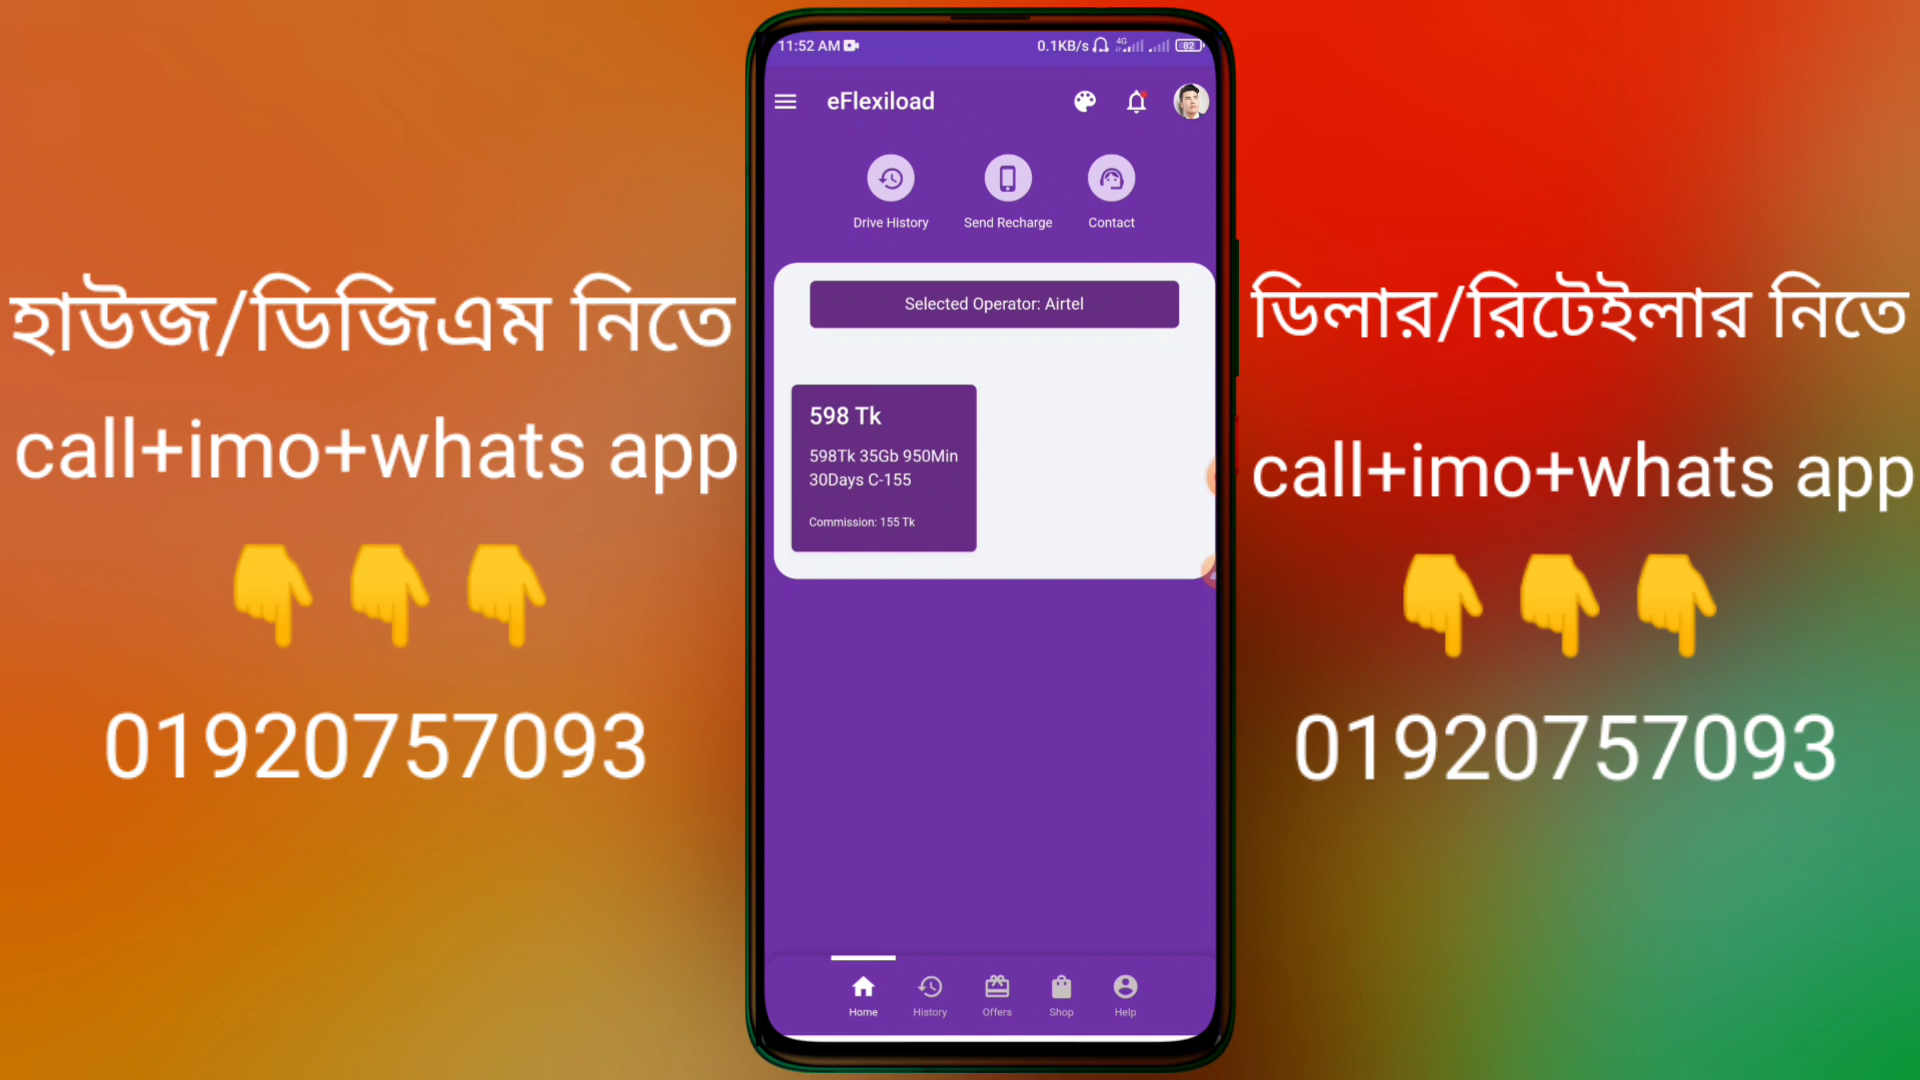 হাউজ/ডিজিএম নিতে
call+imo+whats app
01920757093
11:52 AM
0.1KB/s
4G
82
eFlexiload
Drive History
Send Recharge
Contact
Selected Operator: Airtel
598 Tk
598Tk 35Gb 950Min
30Days C-155
Commission: 155 Tk
Home
History
Offers
Shop
Help
ডিলার/রিটেইলার নিতে
call+imo+whats app
01920757093